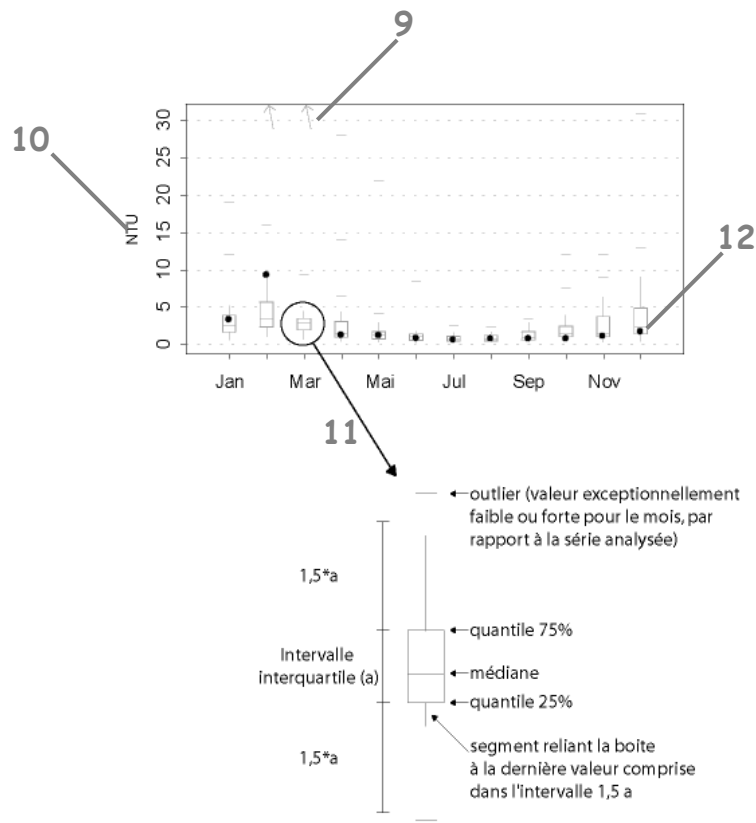 9
10
30
25
20
15
10
5
0
NTU
12
Jan
Mar
Mai
Jul
Sep
Nov
11
outlier (valeur exceptionnellement
faible ou forte pour le mois, par
rapport à la série analysée)
1,5*a
quantile 75%
Intervalle
interquartile (a)
médiane
quantile 25%
segment reliant la boite
à la dernière valeur comprise
dans l'intervalle 1,5 a
1,5*a